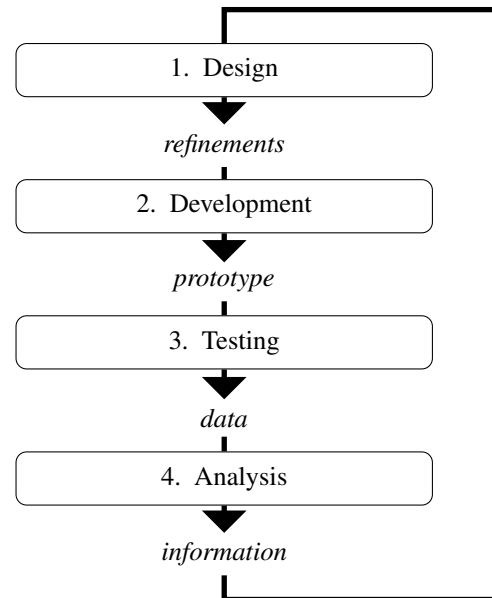 1. Design
refinements
2. Development
prototype
3. Testing
data
4. Analysis
information